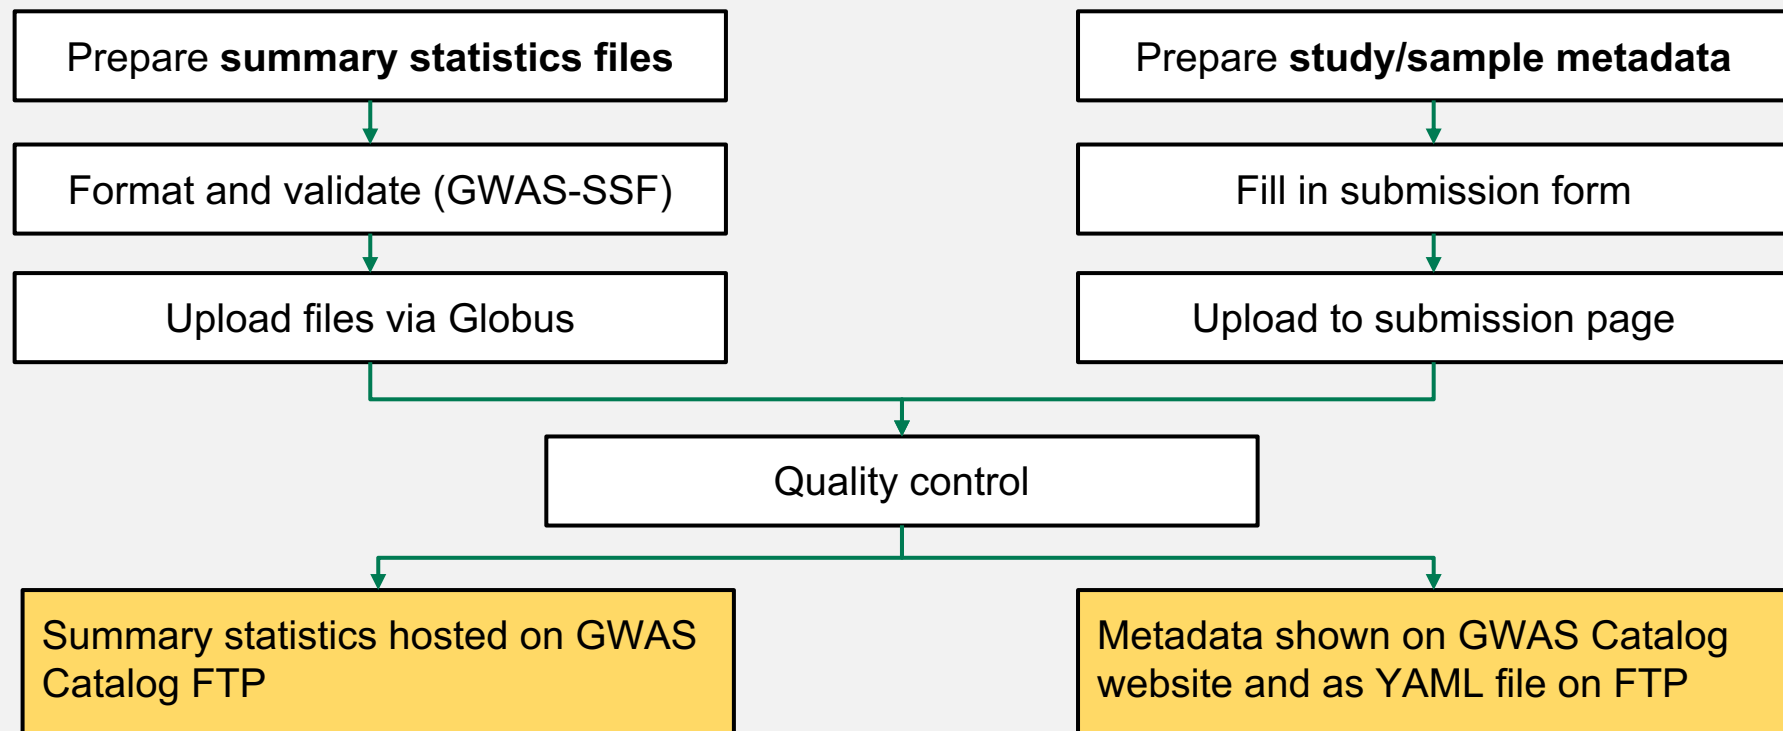 Prepare summary statistics files
Prepare study/sample metadata
Format and validate (GWAS-SSF)
Fill in submission form
Upload files via Globus
Upload to submission page
Quality control
Summary statistics hosted on GWAS
Catalog FTP
Metadata shown on GWAS Catalog
website and as YAML file on FTP